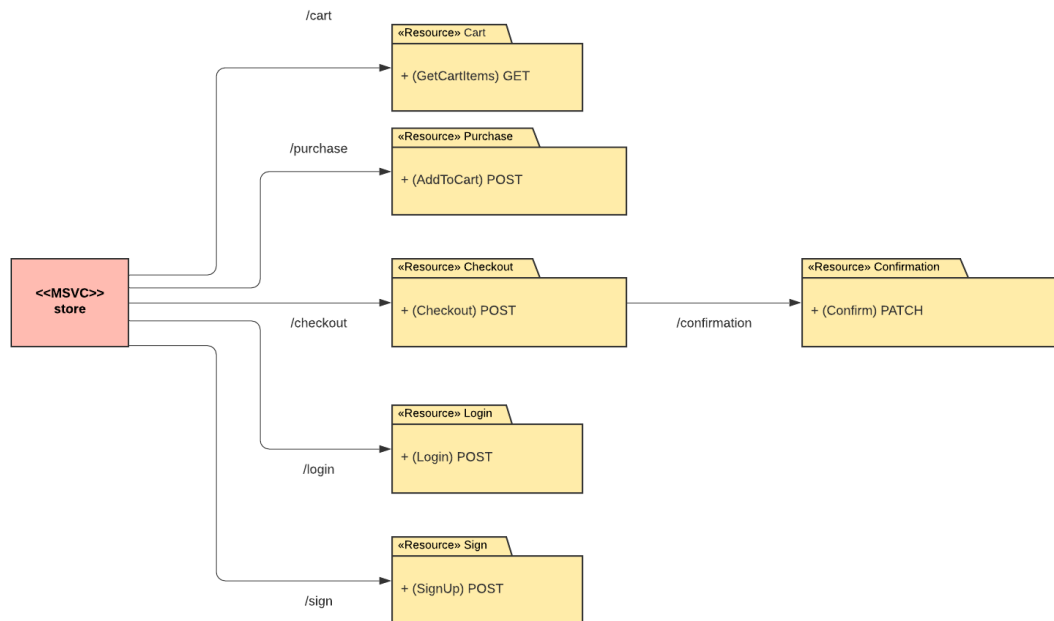 /cart
«Resource» Cart
+ (GetCartItems) GET
/purchase
«Resource» Purchase
+ (AddToCart) POST
<<MSVC>>
store
/checkout
«Resource» Checkout
+ (Checkout) POST
/confirmation
«Resource» Confirmation
+ (Confirm) PATCH
/login
«Resource» Login
+ (Login) POST
/sign
«Resource» Sign
+ (SignUp) POST